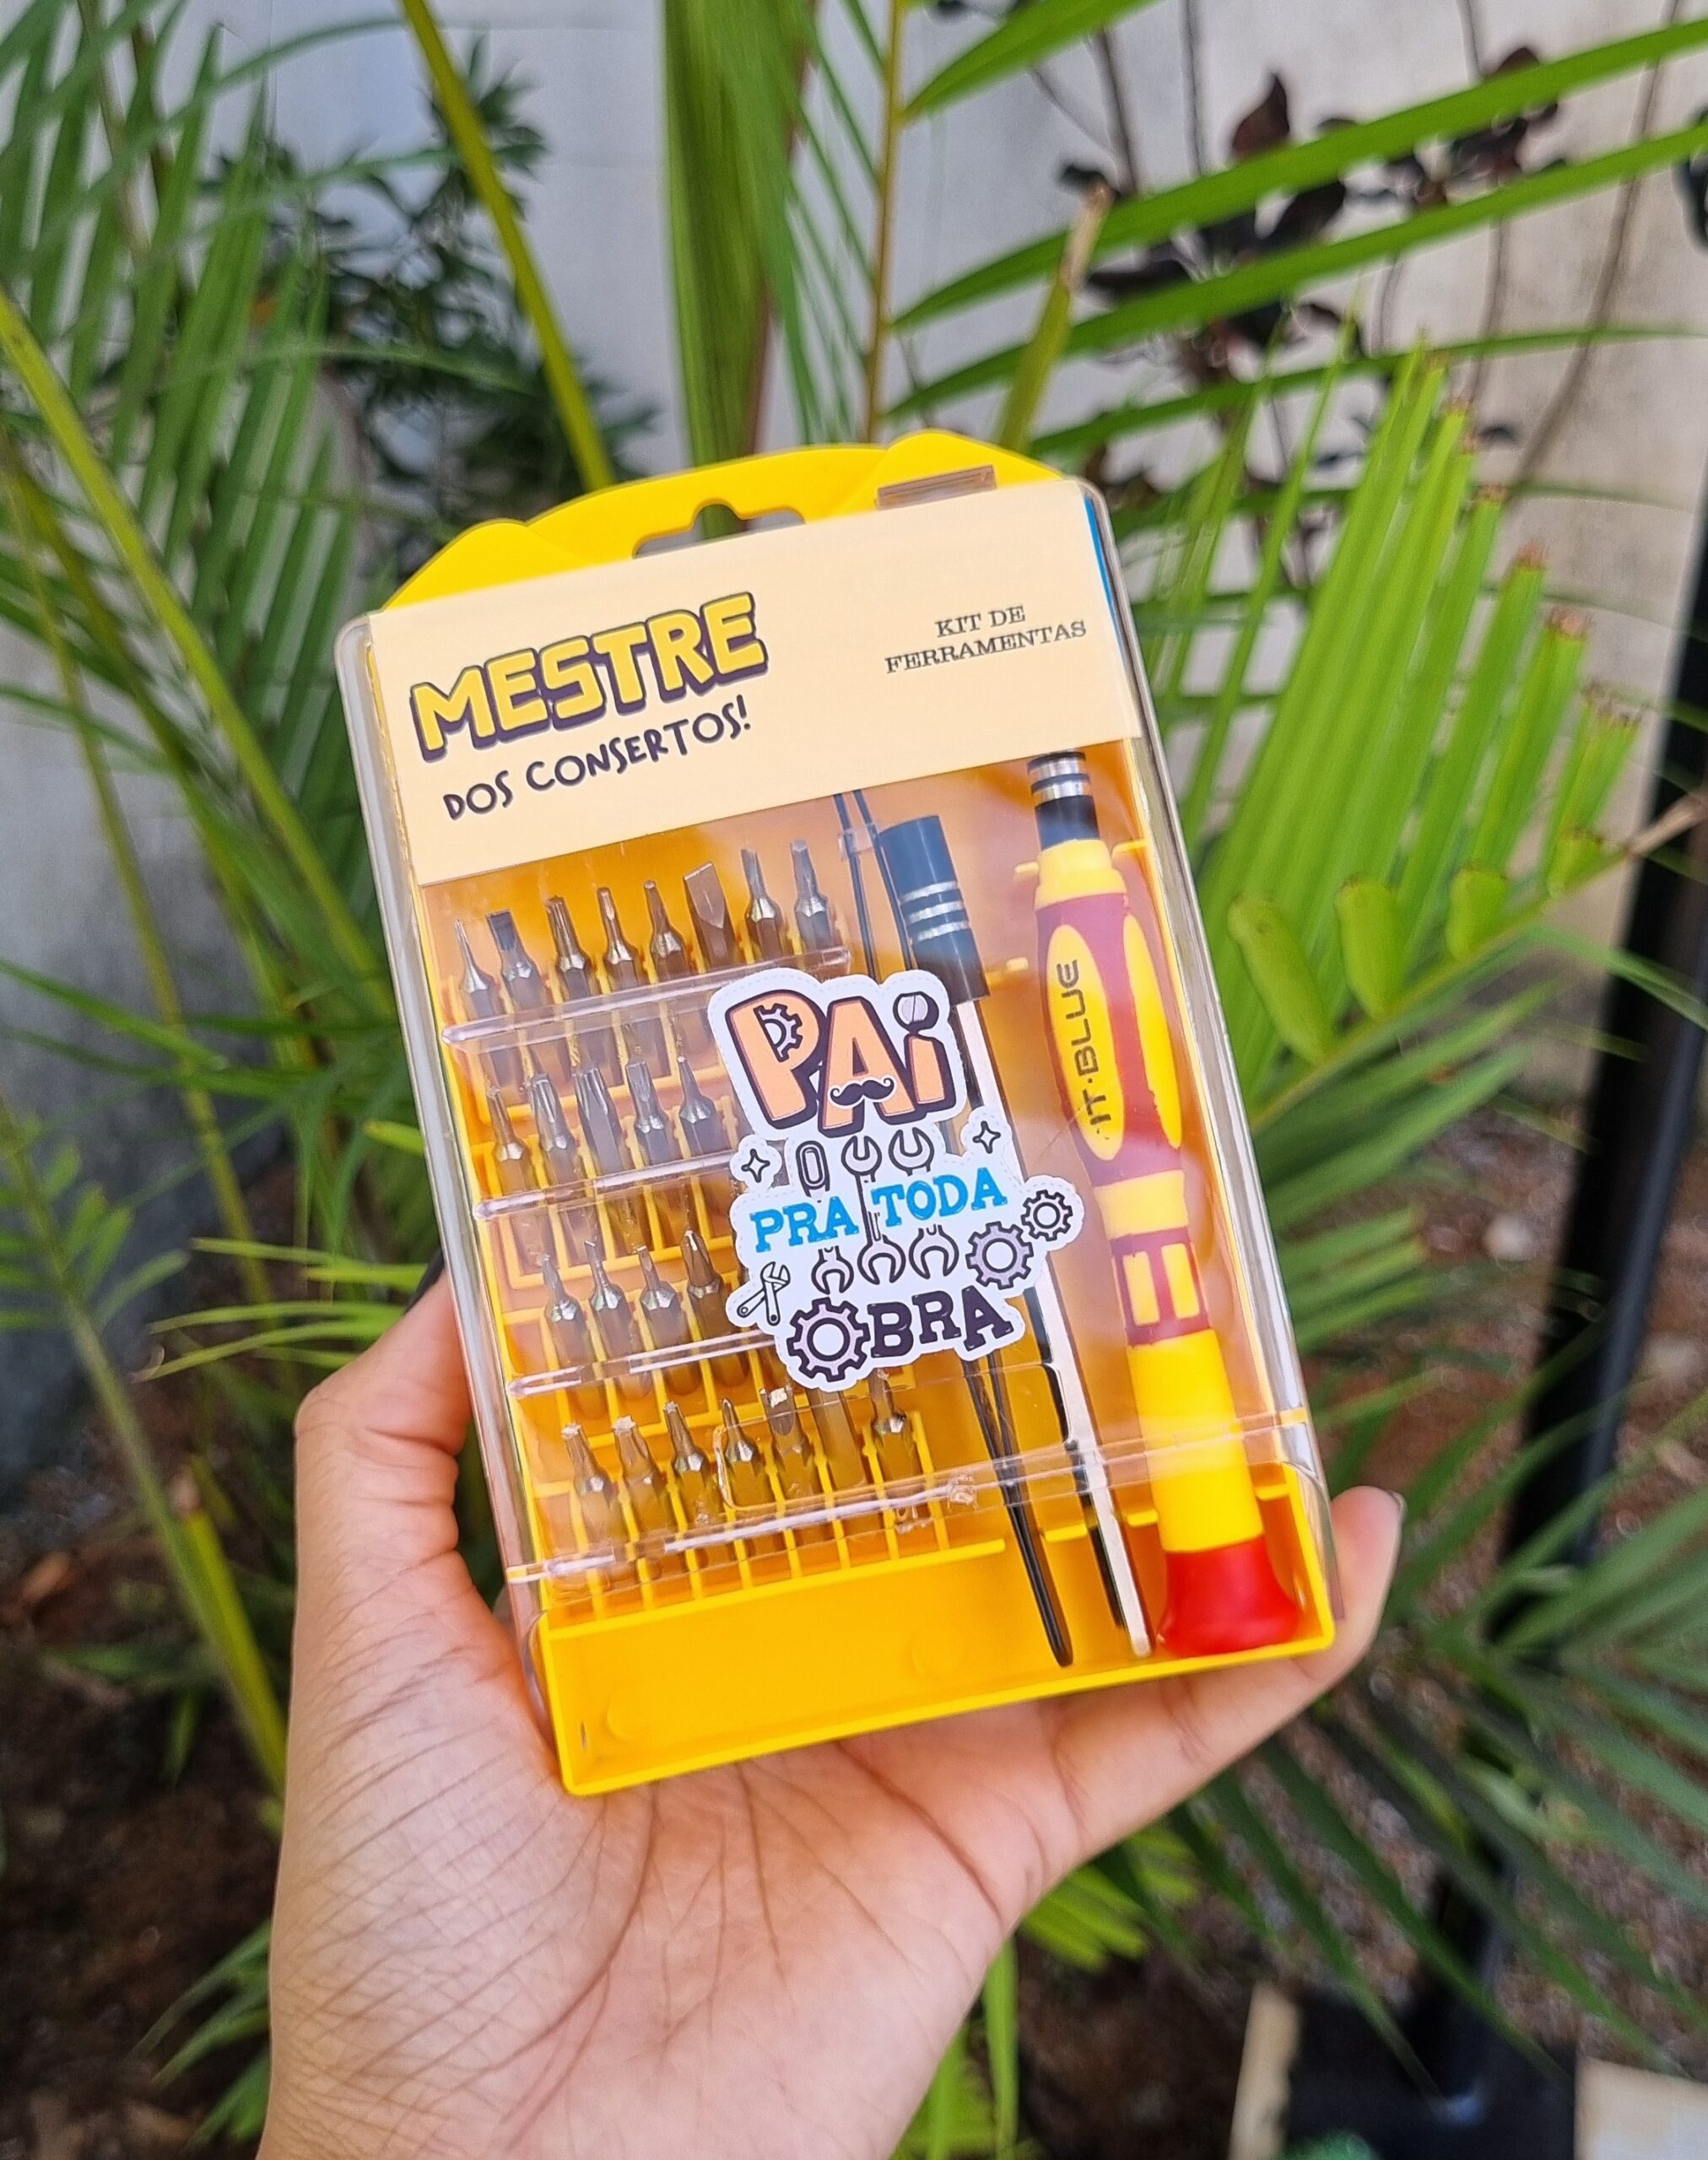 MESTRE
DOS CONSERTOS!
KIT DE
FERRAMENTAS
PAi
PRA TODA
OBRA
IT·BLUE